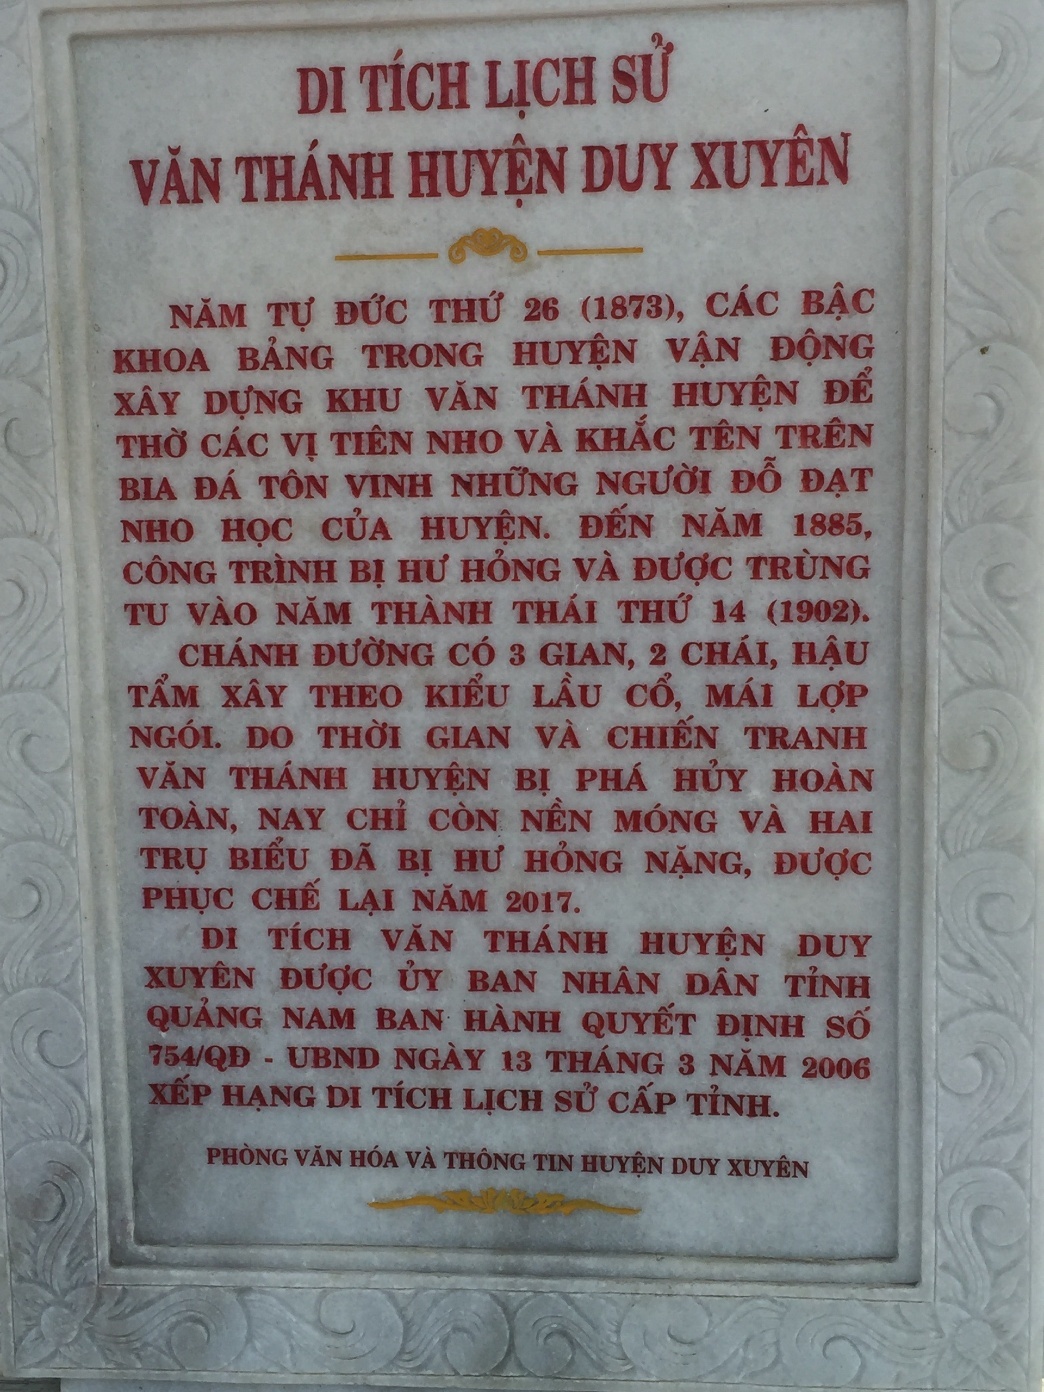 DI TÍCH LỊCH SỬ
VĂN THÁNH HUYỆN DUY XUYÊN
NĂM TỰ ĐỨC THỨ 26 (1873), CÁC BẬC
KHOA BẢNG TRONG HUYỆN VẬN ĐỘNG
XÂY DỰNG KHU VĂN THÁNH HUYỆN ĐỂ
THỜ CÁC VỊ TIÊN NHO VÀ KHẮC TÊN TRÊN
BIA ĐÁ TÔN VINH NHỮNG NGƯỜI ĐỖ ĐẠT
NHO HỌC CỦA HUYỆN. ĐẾN NĂM 1885,
CÔNG TRÌNH BỊ HƯ HỎNG VÀ ĐƯỢC TRÙNG
TU VÀO NĂM THÀNH THÁI THỨ 14 (1902).
CHÁNH ĐƯỜNG CÓ 3 GIAN, 2 CHÁI, HẬU
TẨM XÂY THEO KIỂU LẦU CỔ, MÁI LỢP
NGÓI. DO THỜI GIAN VÀ CHIẾN TRANH
VĂN THÁNH HUYỆN BỊ PHÁ HỦY HOÀN
TOÀN, NAY CHỈ CÒN NỀN MÓNG VÀ HAI
TRỤ BIỂU ĐÃ BỊ HƯ HỎNG NẶNG, ĐƯỢC
PHỤC CHẾ LẠI NĂM 2017.
DI TÍCH VĂN THÁNH HUYỆN DUY
XUYÊN ĐƯỢC ỦY BAN NHÂN DÂN TỈNH
QUẢNG NAM BAN HÀNH QUYẾT ĐỊNH SỐ
754/QĐ - UBND NGÀY 13 THÁNG 3 NĂM 2006
XẾP HẠNG DI TÍCH LỊCH SỬ CẤP TỈNH.
PHÒNG VĂN HÓA VÀ THÔNG TIN HUYỆN DUY XUYÊN